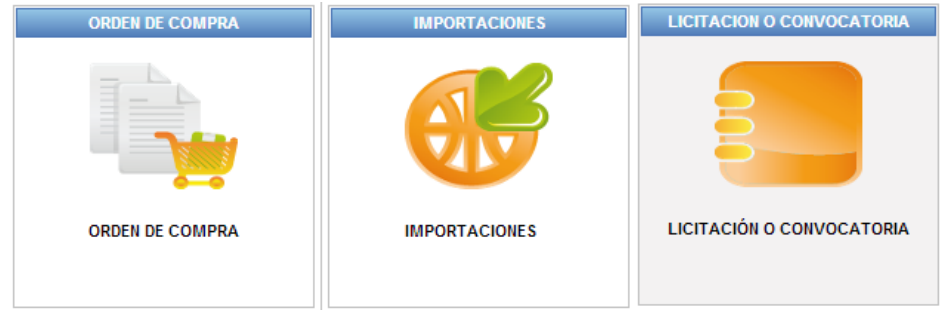 ORDEN DE COMPRA
IMPORTACIONES
LICITACION O CONVOCATORIA
ORDEN DE COMPRA
IMPORTACIONES
LICITACIÓN O CONVOCATORIA